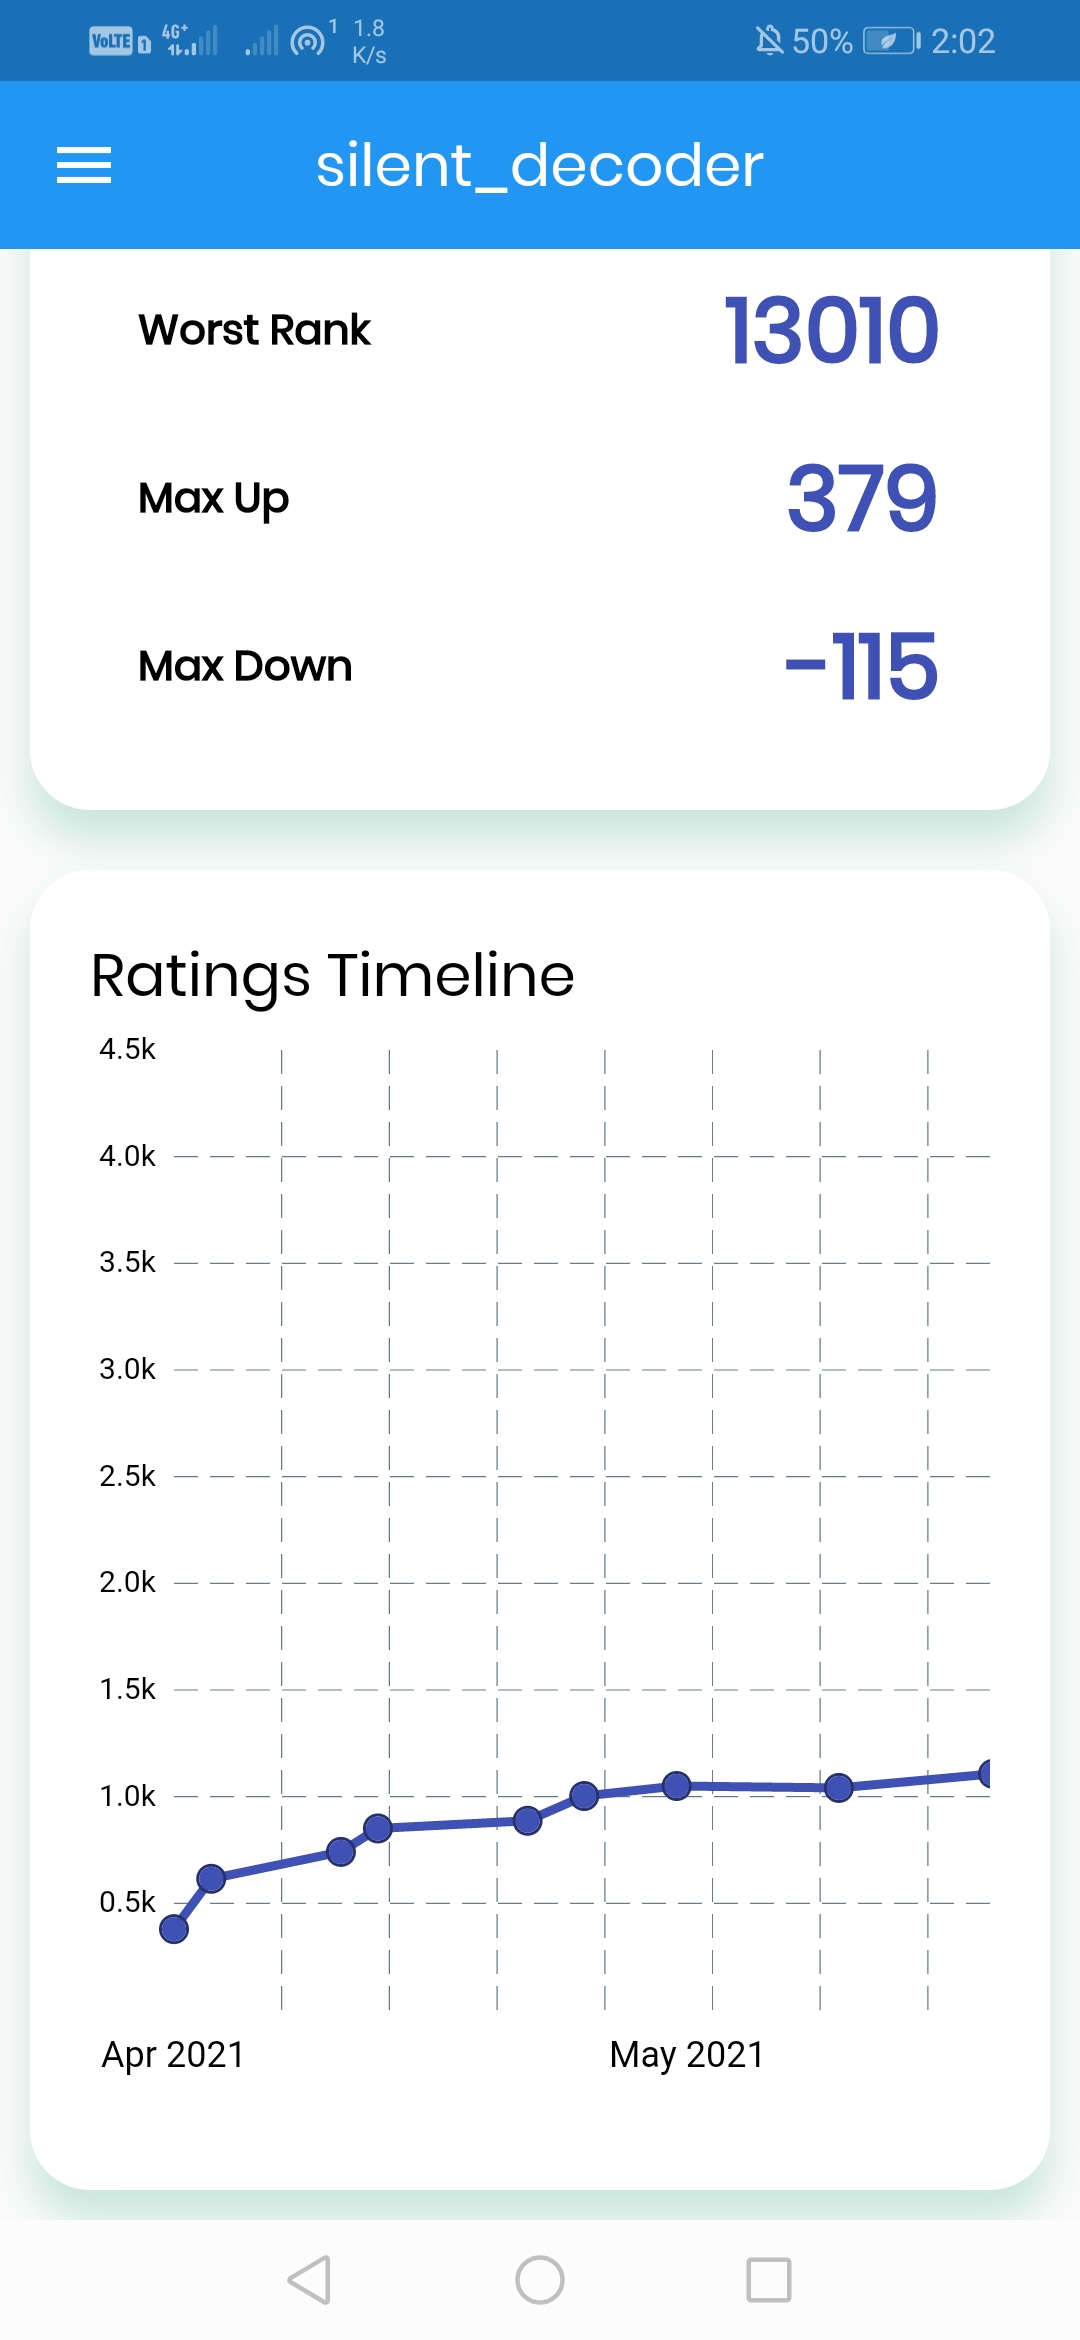 VoLTE 1 4G+ 1 1.8 K/s 50% 2:02
silent_decoder
Worst Rank 13010
Max Up 379
Max Down -115
Ratings Timeline
4.5k
4.0k
3.5k
3.0k
2.5k
2.0k
1.5k
1.0k
0.5k
Apr 2021 May 2021